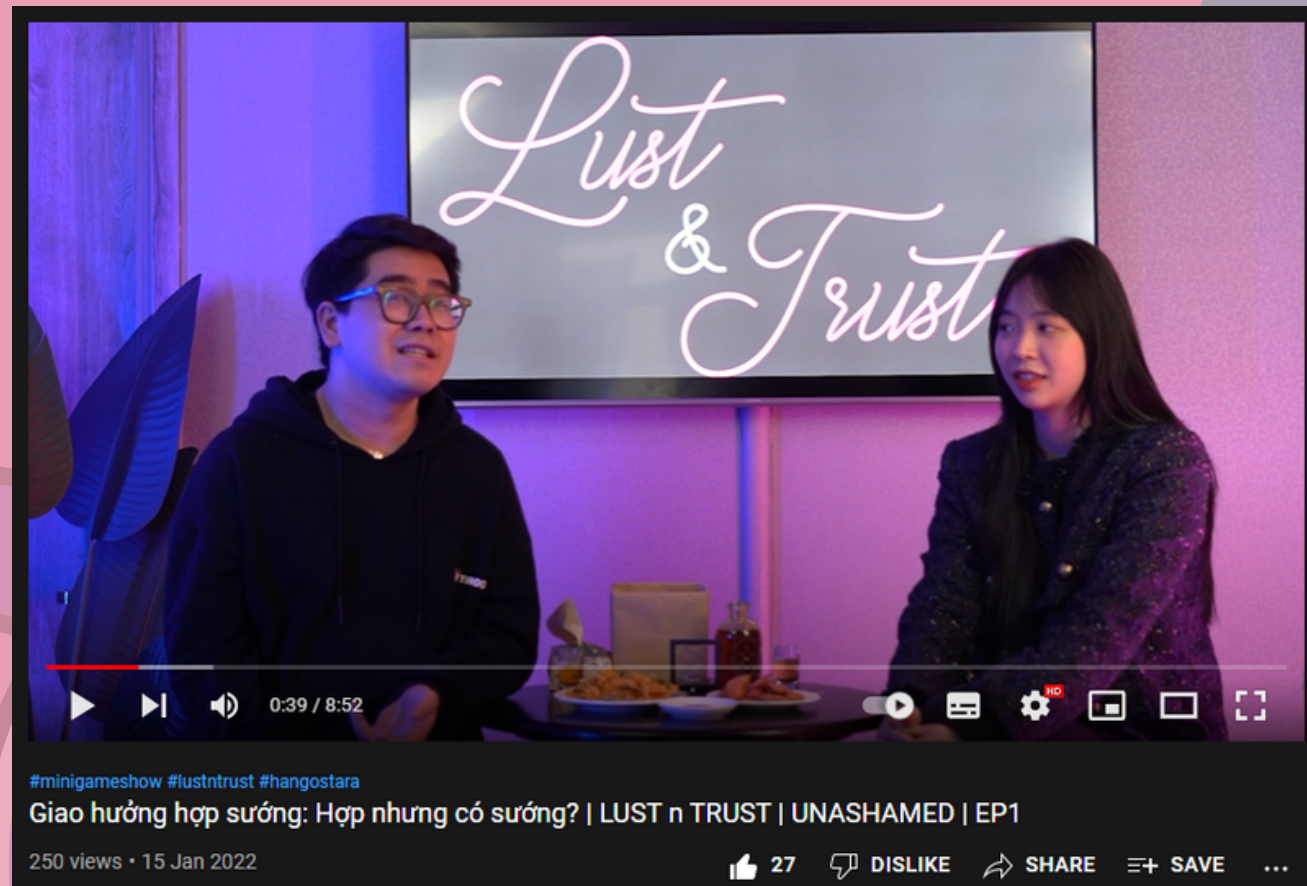 Lust
& Trust
0:39 / 8:52
HD
#minigameshow #lustntrust #hangostara
Giao hưởng hợp sướng: Hợp nhưng có sướng? | LUST n TRUST | UNASHAMED | EP1
250 views • 15 Jan 2022
27 DISLIKE SHARE SAVE